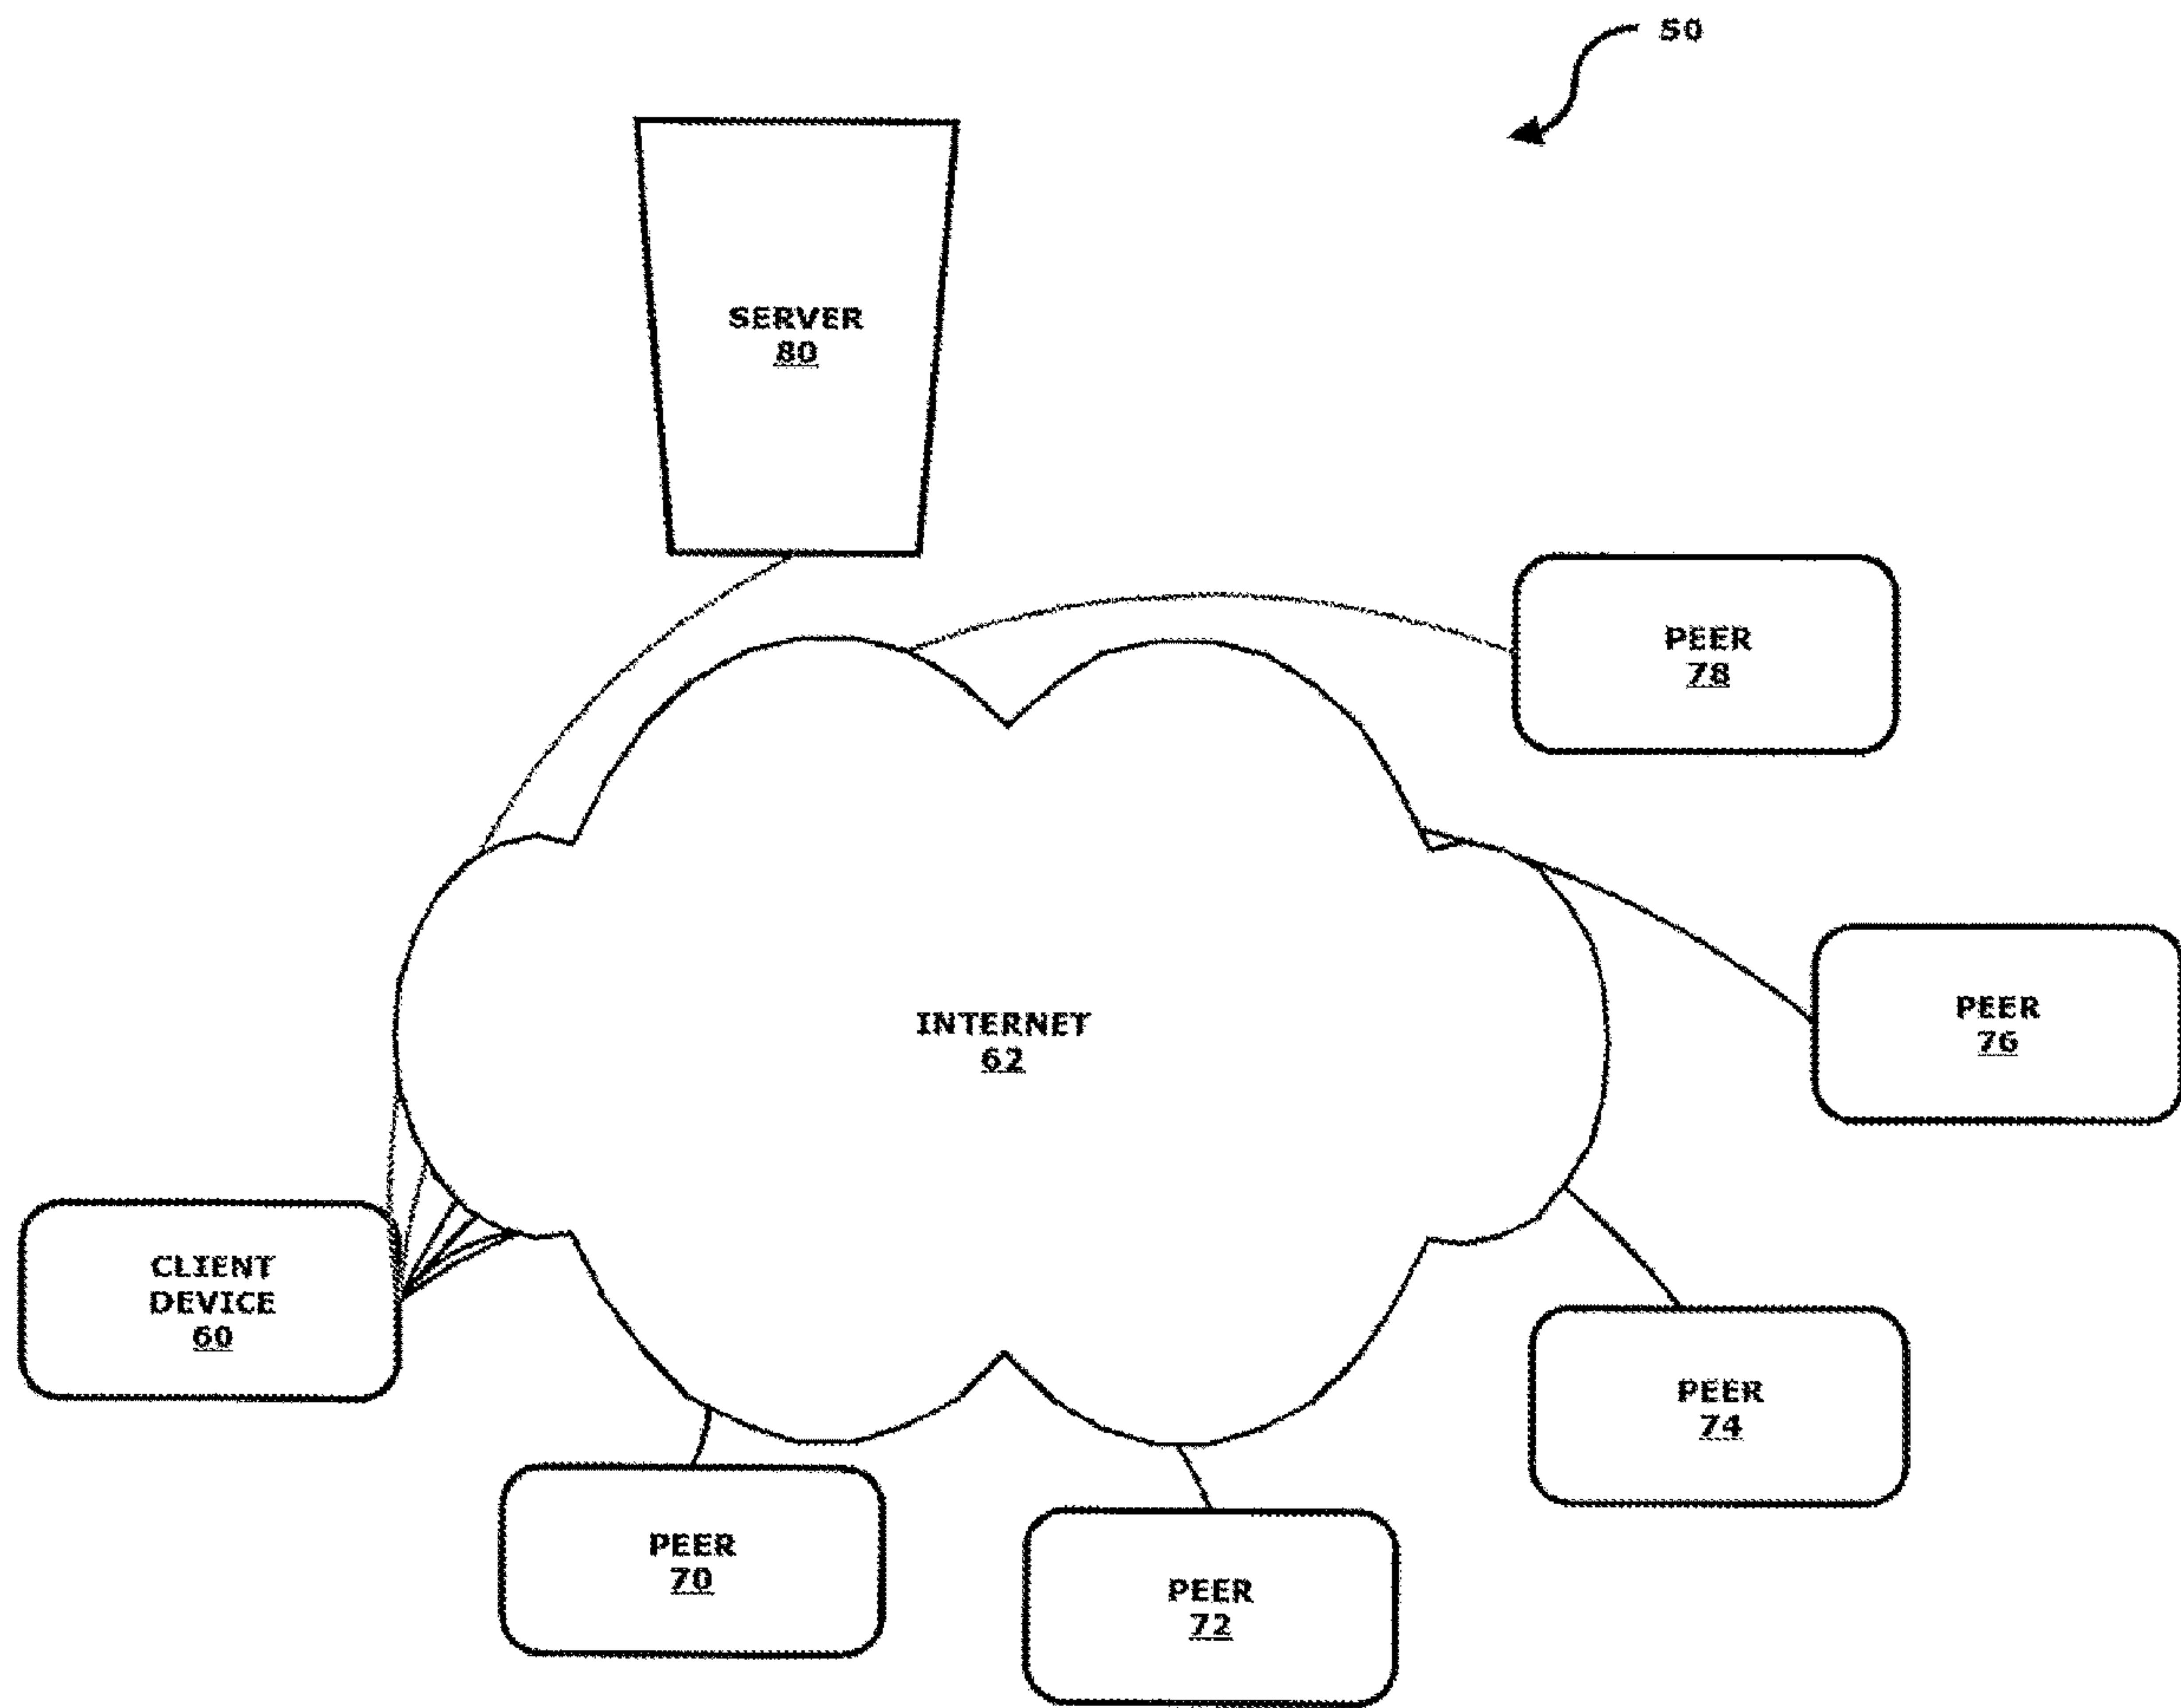 50
SERVER
80
PEER
78
INTERNET
62
PEER
76
CLIENT
DEVICE
60
PEER
74
PEER
70
PEER
72